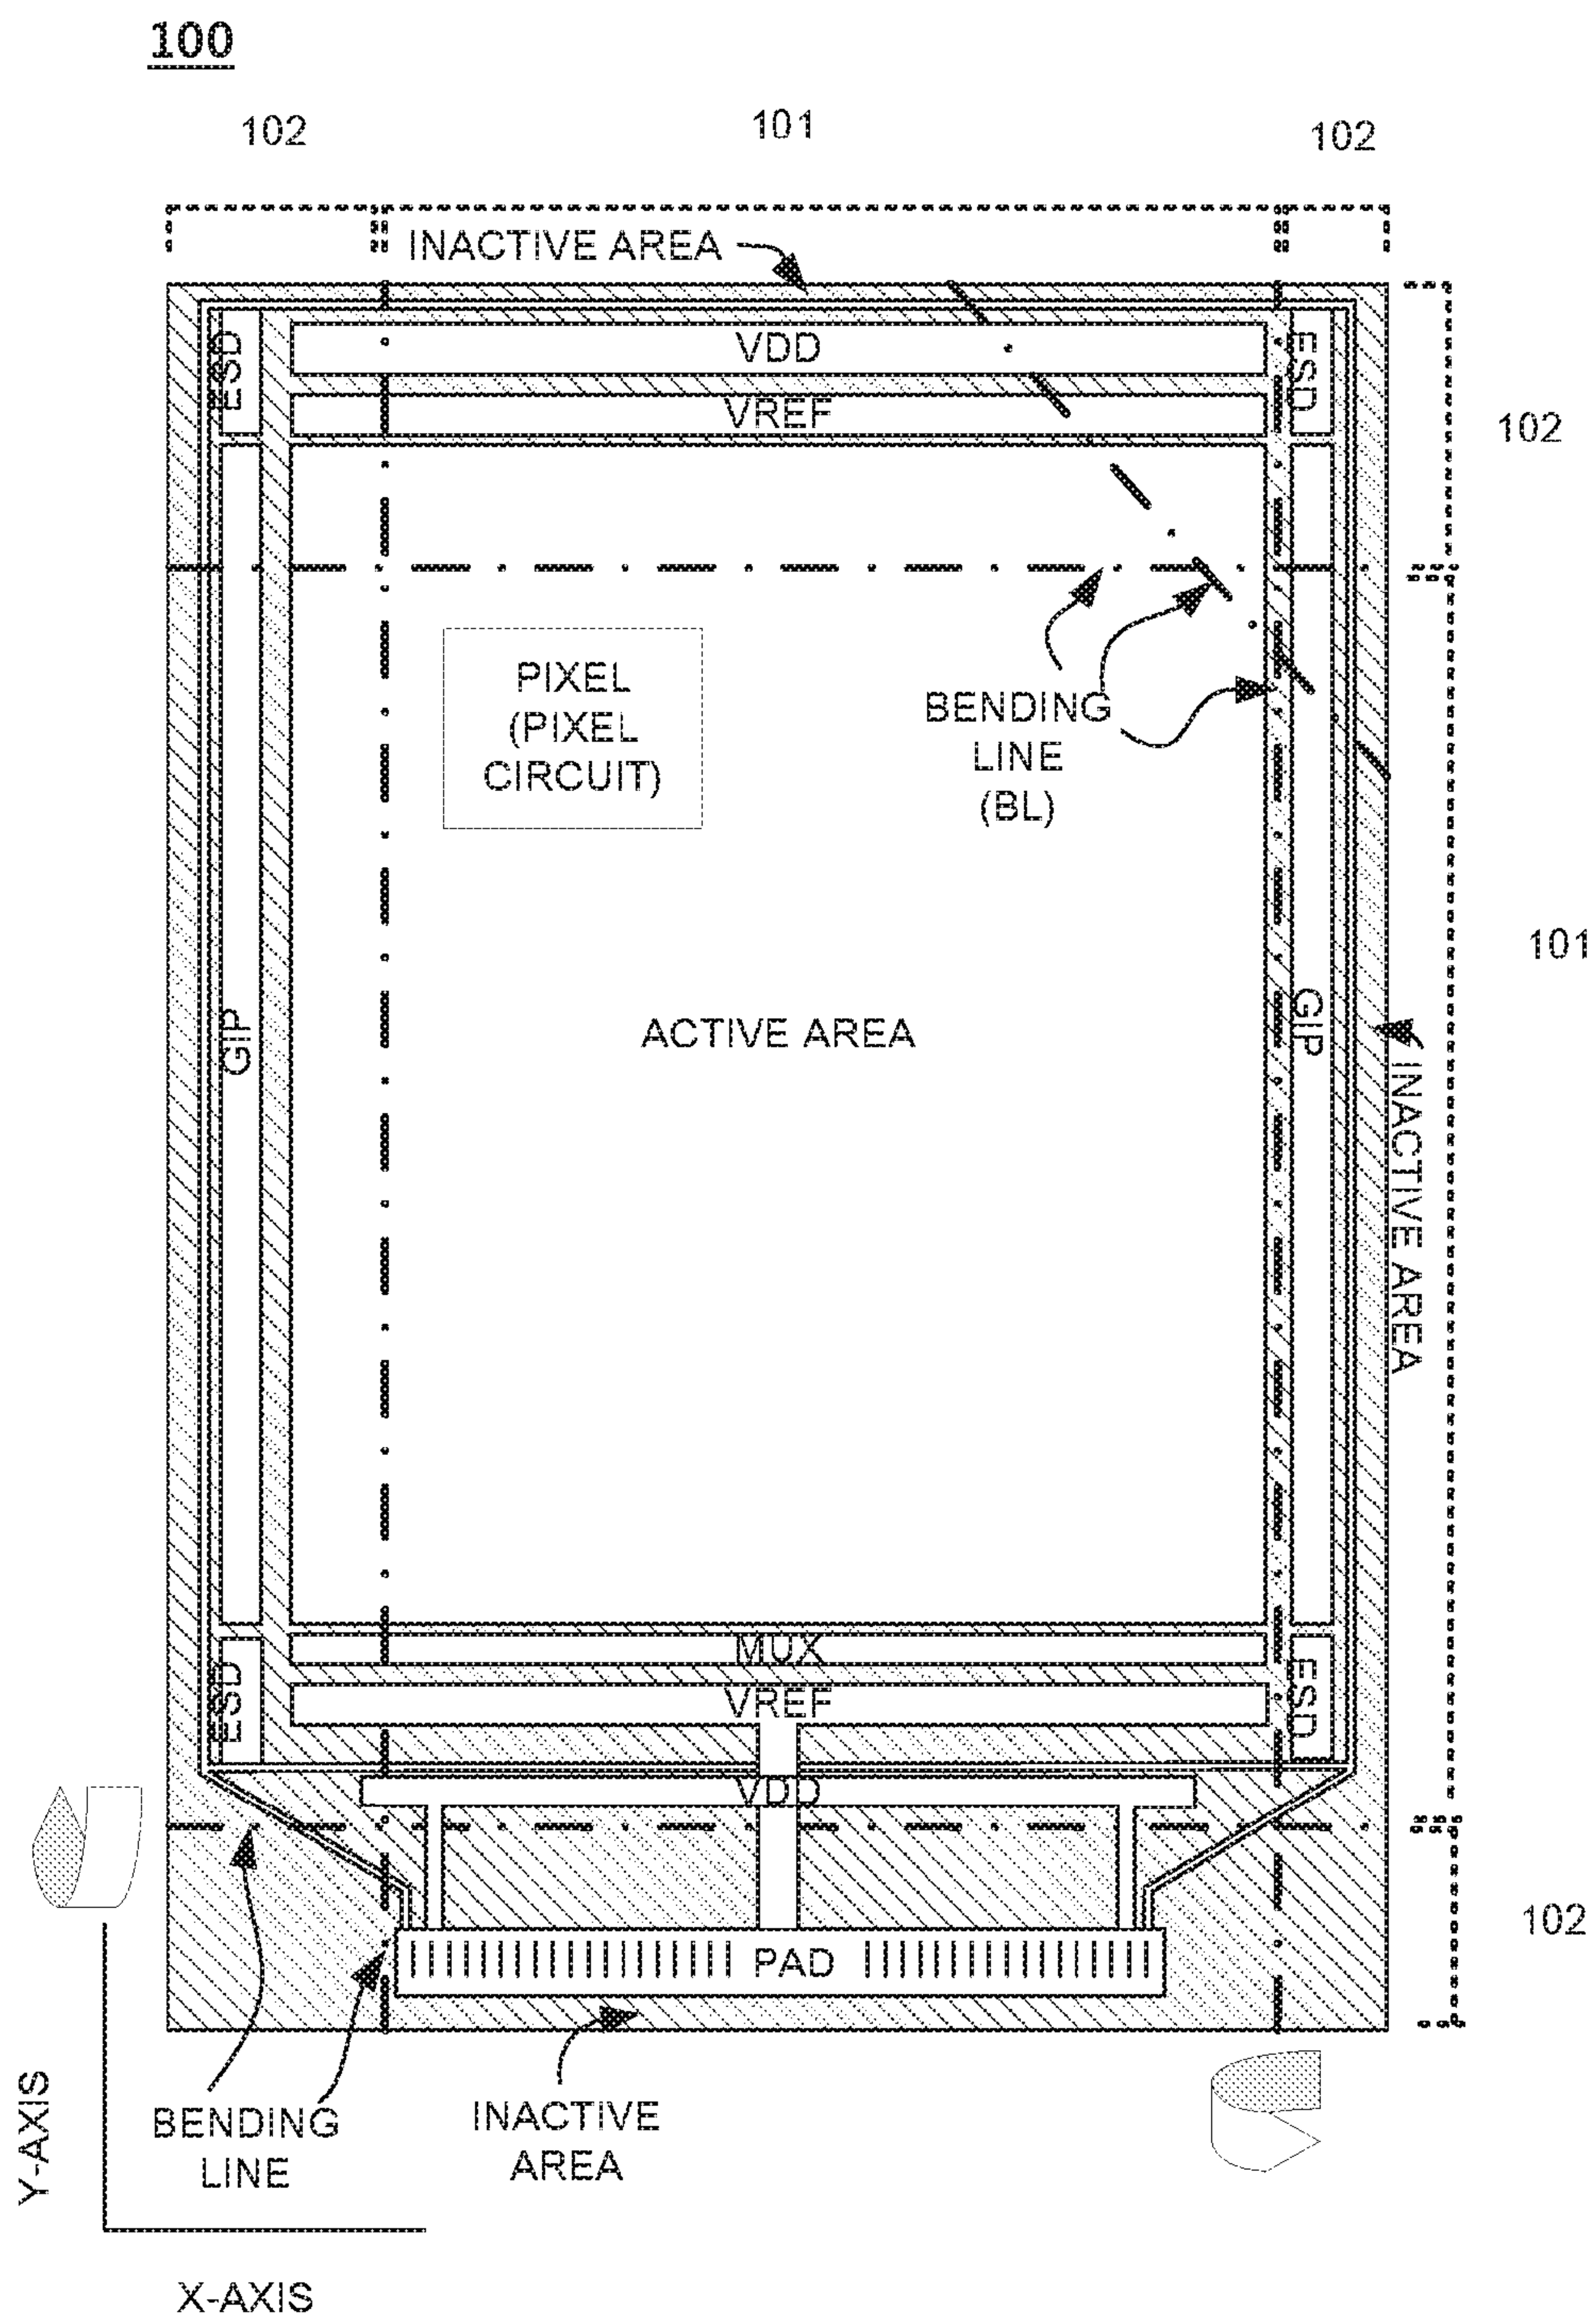 100
102
101
102
INACTIVE AREA
ESD
VDD
ESD
VREF
102
PIXEL
(PIXEL
CIRCUIT)
BENDING
LINE
(BL)
101
GIP
ACTIVE AREA
GIP
INACTIVE AREA
MUX
ESD
VREF
ESD
VDD
102
PAD
BENDING
LINE
INACTIVE
AREA
Y-AXIS
X-AXIS